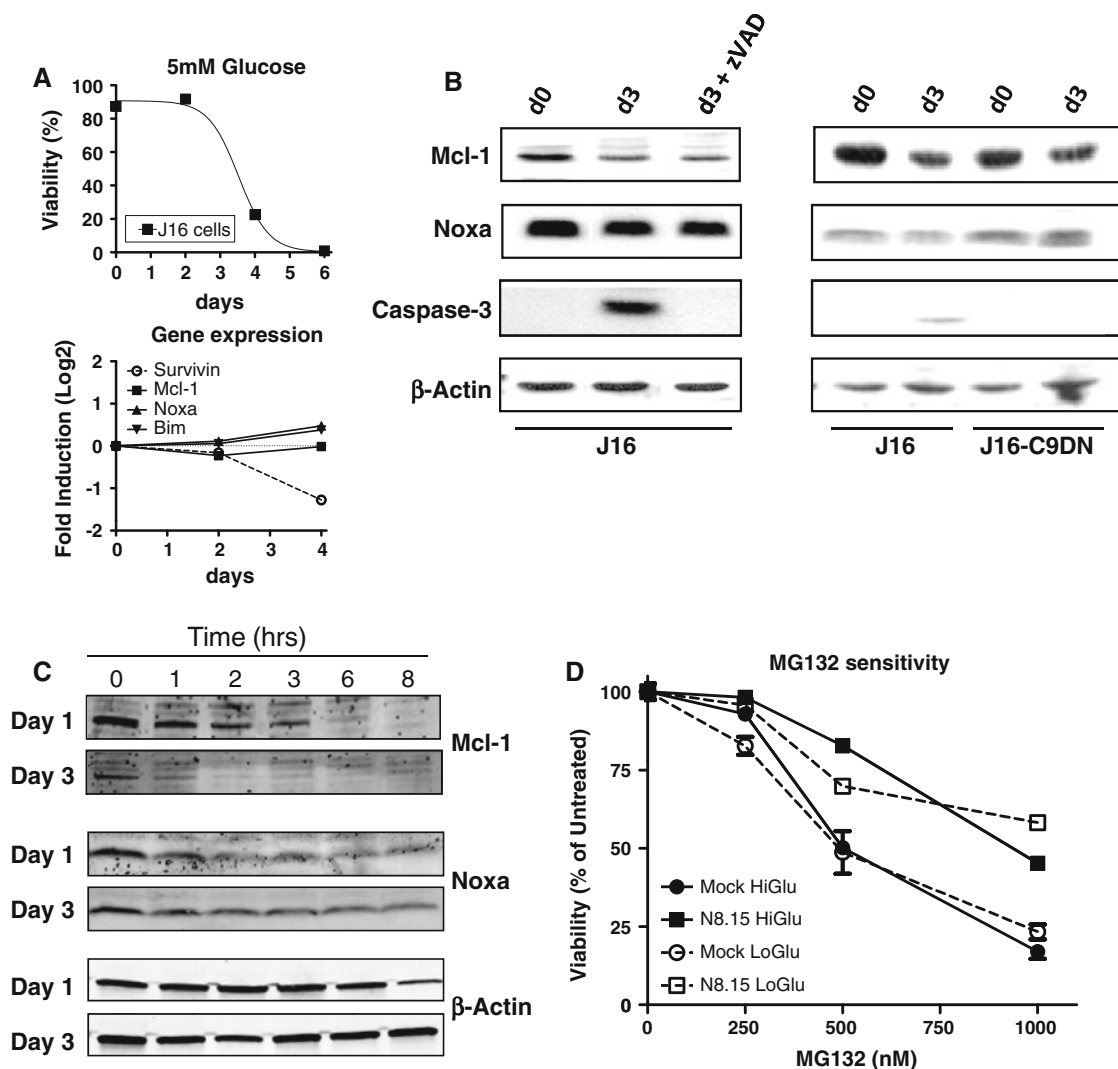 A
5mM Glucose
Viability (%)
100
80
60
40
20
0
J16 cells
0 1 2 3 4 5 6
days
Gene expression
Fold Induction (Log2)
2
1
0
-1
-2
Survivin
Mcl-1
Noxa
Bim
0 1 2 3 4
days
B
d0 d3 d3 + zVAD d0 d3 d0 d3
Mcl-1
Noxa
Caspase-3
β-Actin
J16 J16 J16-C9DN
C
Time (hrs)
0 1 2 3 6 8
Day 1
Mcl-1
Day 3
Day 1
Noxa
Day 3
Day 1
β-Actin
Day 3
D
MG132 sensitivity
Viability (% of Untreated)
100
75
50
25
0
Mock HiGlu
N8.15 HiGlu
Mock LoGlu
N8.15 LoGlu
0 250 500 750 1000
MG132 (nM)